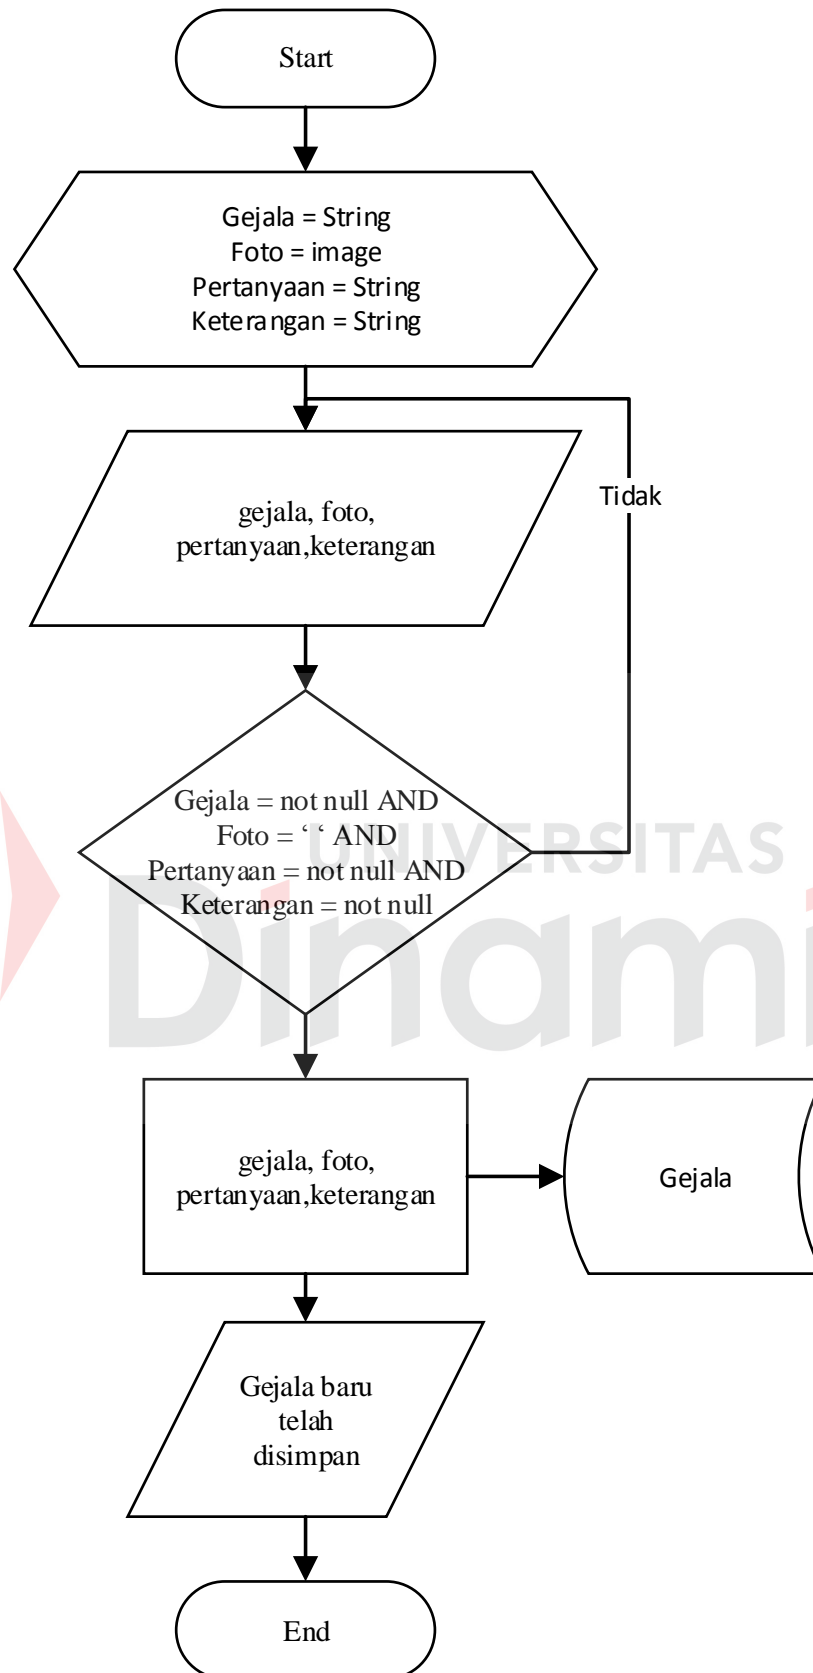 Start
Gejala = String
Foto = image
Pertanyaan = String
Keterangan = String
gejala, foto,
pertanyaan,keterangan
Tidak
Gejala = not null AND
Foto = ‘ ‘ AND
Pertanyaan = not null AND
Keterangan = not null
UNIVERSITAS
Dinami
gejala, foto,
pertanyaan,keterangan
Gejala
Gejala baru
telah
disimpan
End